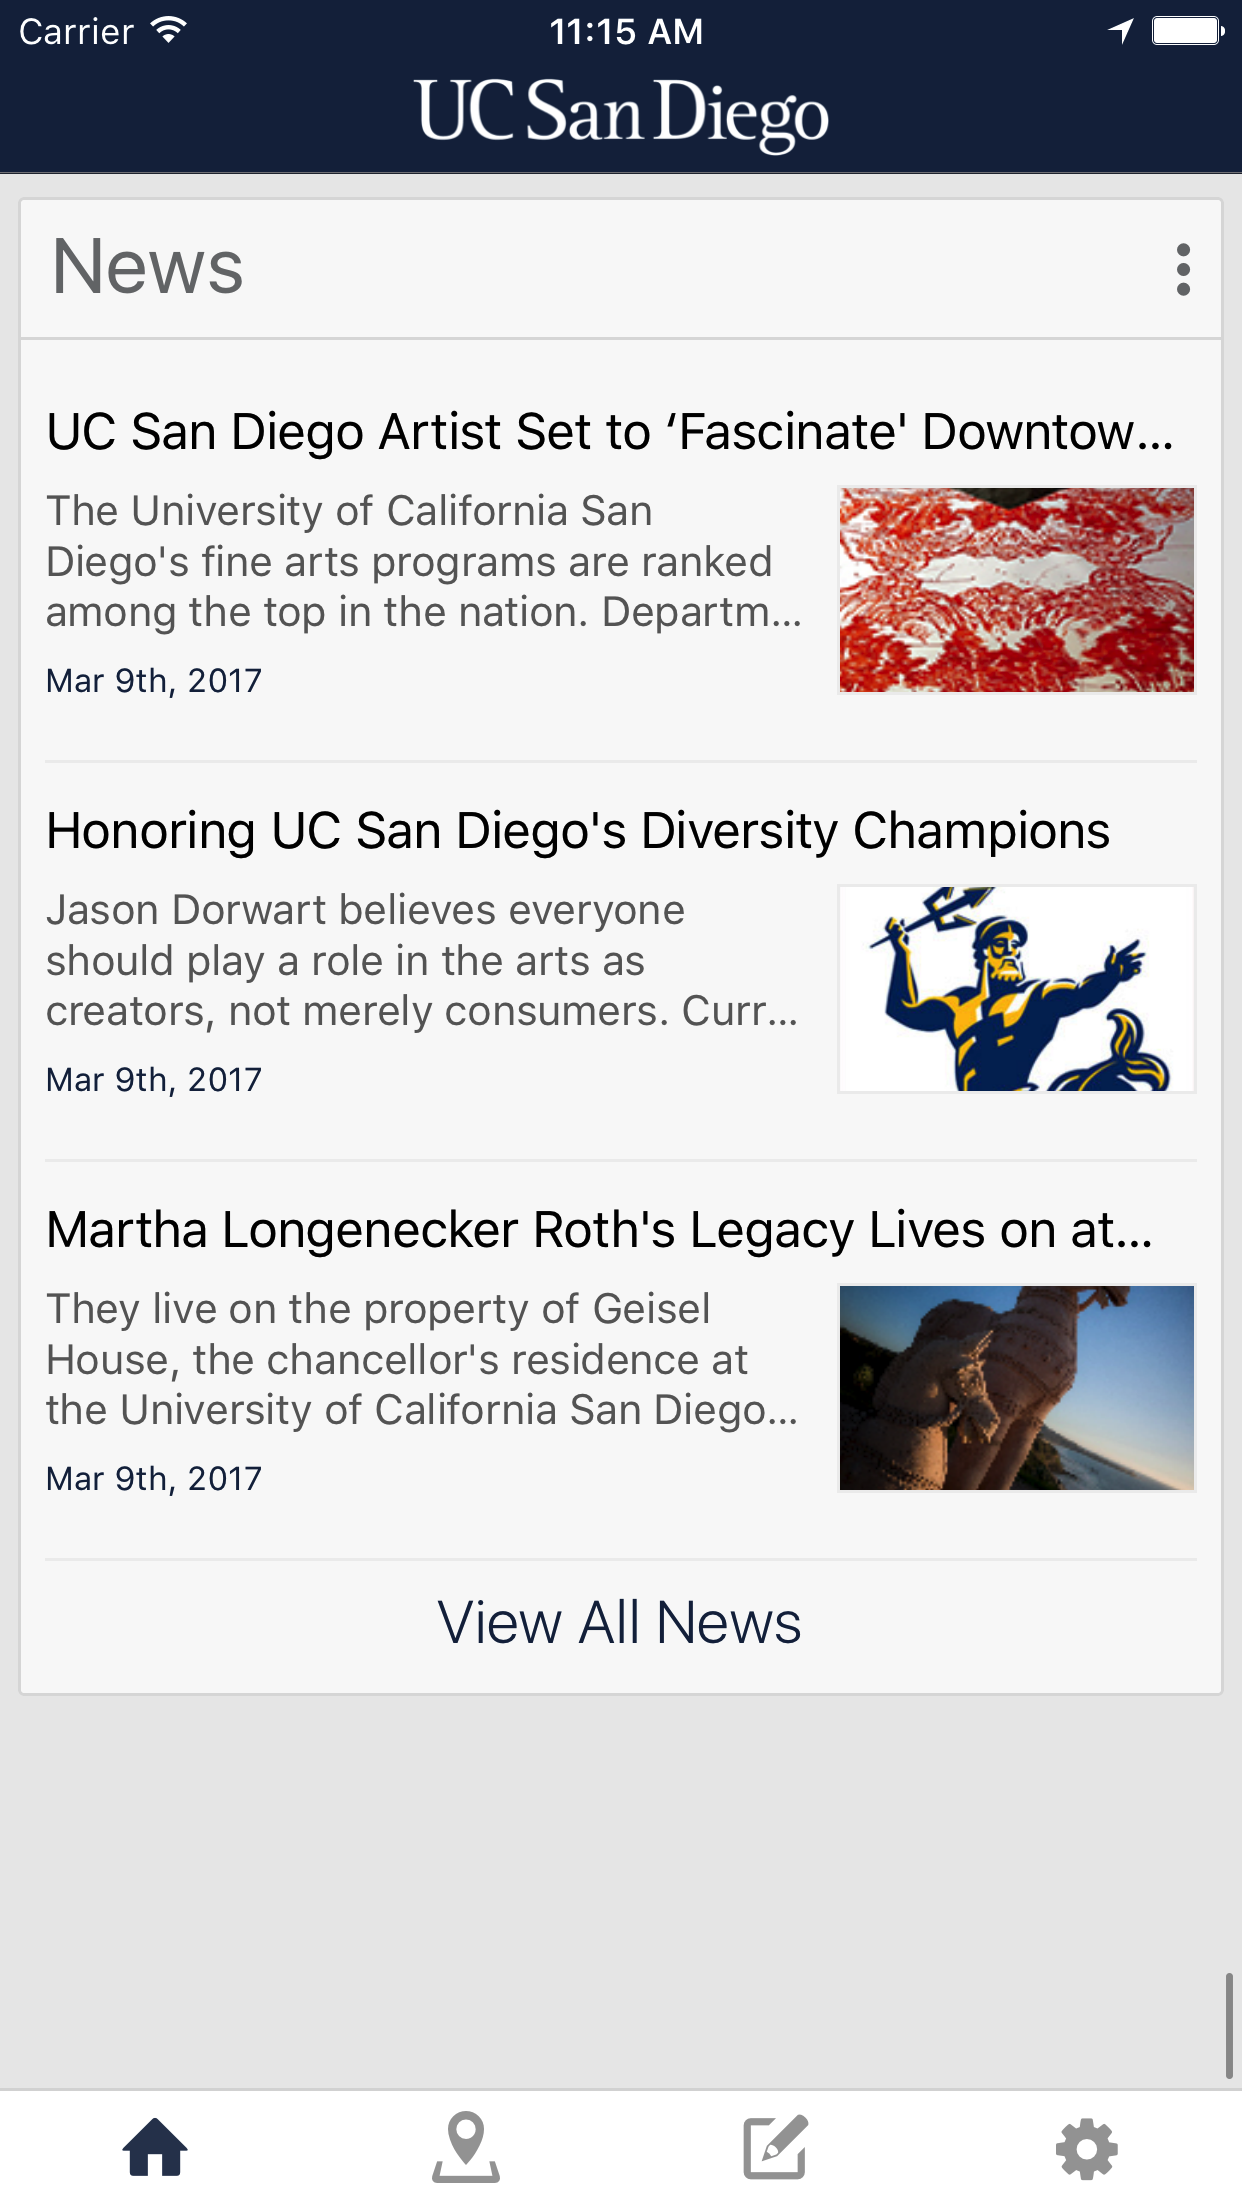 Carrier 11:15 AM
UC San Diego
News
UC San Diego Artist Set to ‘Fascinate' Downtow...
The University of California San
Diego's fine arts programs are ranked
among the top in the nation. Departm...
Mar 9th, 2017
Honoring UC San Diego's Diversity Champions
Jason Dorwart believes everyone
should play a role in the arts as
creators, not merely consumers. Curr...
Mar 9th, 2017
Martha Longenecker Roth's Legacy Lives on at...
They live on the property of Geisel
House, the chancellor's residence at
the University of California San Diego...
Mar 9th, 2017
View All News